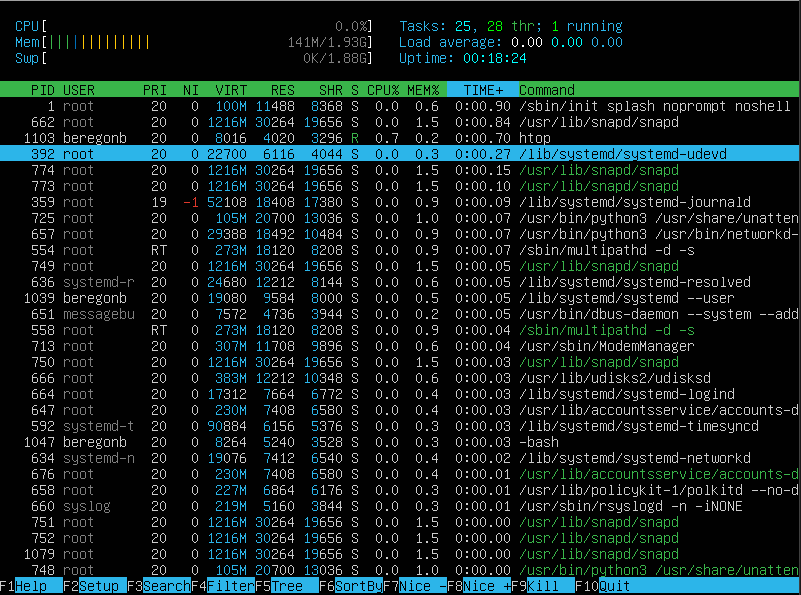 CPU[ 0.0%] Tasks: 25, 28 thr; 1 running
Mem[||||||||||||| 141M/1.93G] Load average: 0.00 0.00 0.00
Swp[ 0K/1.88G] Uptime: 00:18:24
PID USER PRI NI VIRT RES SHR S CPU% MEM% TIME+ Command
1 root 20 0 100M 11488 8368 S 0.0 0.6 0:00.90 /sbin/init splash noprompt noshell
662 root 20 0 1216M 30264 19656 S 0.0 1.5 0:00.84 /usr/lib/snapd/snapd
1103 beregonb 20 0 8016 4020 3296 R 0.7 0.2 0:00.70 htop
392 root 20 0 22700 6116 4044 S 0.0 0.3 0:00.27 /lib/systemd/systemd-udevd
774 root 20 0 1216M 30264 19656 S 0.0 1.5 0:00.15 /usr/lib/snapd/snapd
773 root 20 0 1216M 30264 19656 S 0.0 1.5 0:00.10 /usr/lib/snapd/snapd
359 root 19 -1 52108 18408 17380 S 0.0 0.9 0:00.09 /lib/systemd/systemd-journald
725 root 20 0 105M 20700 13036 S 0.0 1.0 0:00.07 /usr/bin/python3 /usr/share/unatten
657 root 20 0 29388 18492 10484 S 0.0 0.9 0:00.07 /usr/bin/python3 /usr/bin/networkd-
554 root RT 0 273M 18120 8208 S 0.0 0.9 0:00.07 /sbin/multipathd -d -s
749 root 20 0 1216M 30264 19656 S 0.0 1.5 0:00.05 /usr/lib/snapd/snapd
636 systemd-r 20 0 24680 12212 8144 S 0.0 0.6 0:00.05 /lib/systemd/systemd-resolved
1039 beregonb 20 0 19080 9584 8000 S 0.0 0.5 0:00.05 /lib/systemd/systemd --user
651 messagebu 20 0 7572 4736 3944 S 0.0 0.2 0:00.05 /usr/bin/dbus-daemon --system --add
558 root RT 0 273M 18120 8208 S 0.0 0.9 0:00.04 /sbin/multipathd -d -s
713 root 20 0 307M 11708 9896 S 0.0 0.6 0:00.04 /usr/sbin/ModemManager
750 root 20 0 1216M 30264 19656 S 0.0 1.5 0:00.03 /usr/lib/snapd/snapd
666 root 20 0 383M 12212 10348 S 0.0 0.6 0:00.03 /usr/lib/udisks2/udisksd
664 root 20 0 17312 7664 6772 S 0.0 0.4 0:00.03 /lib/systemd/systemd-logind
647 root 20 0 230M 7408 6580 S 0.0 0.4 0:00.03 /usr/lib/accountsservice/accounts-d
592 systemd-t 20 0 90884 6156 5376 S 0.0 0.3 0:00.03 /lib/systemd/systemd-timesyncd
1047 beregonb 20 0 8264 5240 3528 S 0.0 0.3 0:00.03 -bash
634 systemd-n 20 0 19076 7412 6540 S 0.0 0.4 0:00.02 /lib/systemd/systemd-networkd
676 root 20 0 230M 7408 6580 S 0.0 0.4 0:00.01 /usr/lib/accountsservice/accounts-d
658 root 20 0 227M 6864 6176 S 0.0 0.3 0:00.01 /usr/lib/policykit-1/polkitd --no-d
660 syslog 20 0 219M 5160 3844 S 0.0 0.3 0:00.01 /usr/sbin/rsyslogd -n -iNONE
751 root 20 0 1216M 30264 19656 S 0.0 1.5 0:00.00 /usr/lib/snapd/snapd
752 root 20 0 1216M 30264 19656 S 0.0 1.5 0:00.00 /usr/lib/snapd/snapd
1079 root 20 0 1216M 30264 19656 S 0.0 1.5 0:00.00 /usr/lib/snapd/snapd
748 root 20 0 105M 20700 13036 S 0.0 1.0 0:00.00 /usr/bin/python3 /usr/share/unatten
F1Help F2Setup F3SearchF4FilterF5Tree F6SortByF7Nice -F8Nice +F9Kill F10Quit